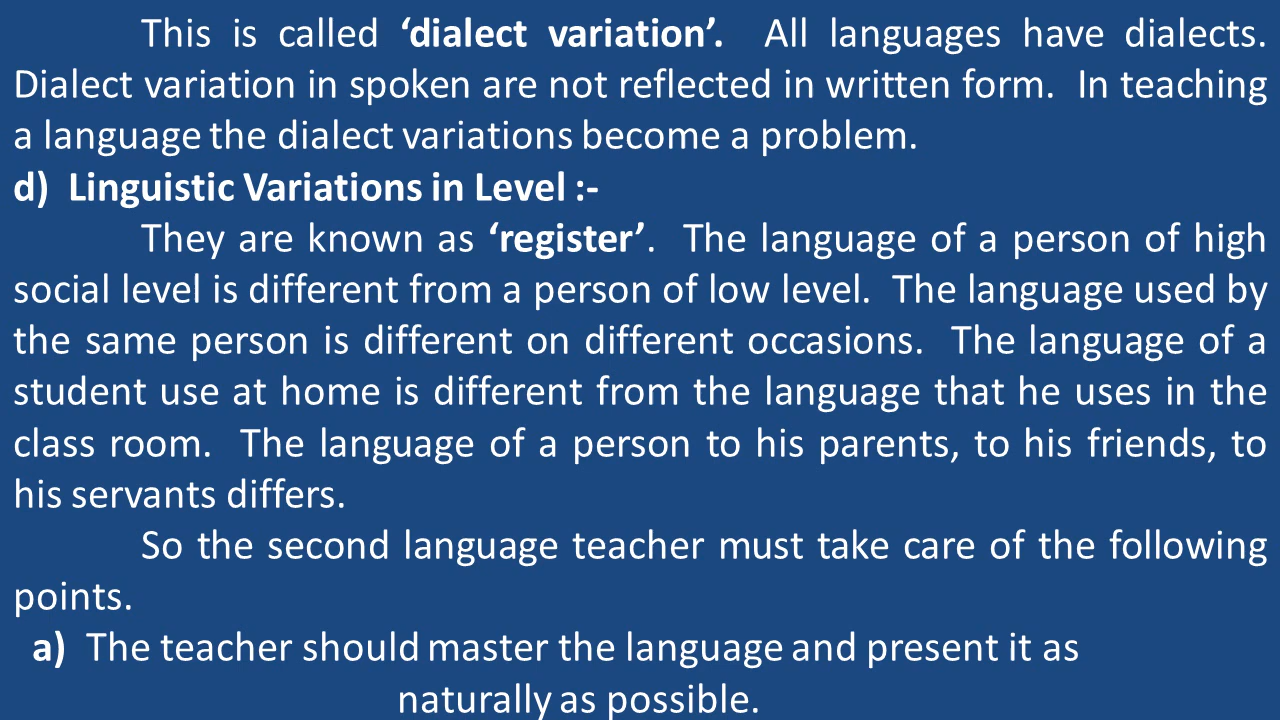 This is called ‘dialect variation’. All languages have dialects.
Dialect variation in spoken are not reflected in written form. In teaching
a language the dialect variations become a problem.
d) Linguistic Variations in Level :-
They are known as ‘register’. The language of a person of high
social level is different from a person of low level. The language used by
the same person is different on different occasions. The language of a
student use at home is different from the language that he uses in the
class room. The language of a person to his parents, to his friends, to
his servants differs.
So the second language teacher must take care of the following
points.
a) The teacher should master the language and present it as
naturally as possible.